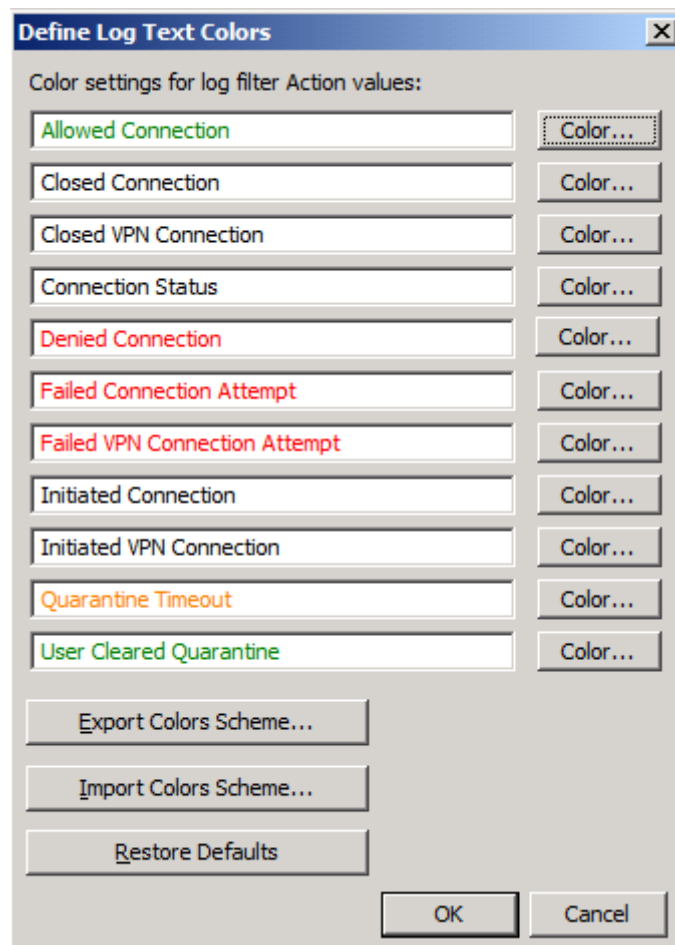 Define Log Text Colors
Color settings for log filter Action values:
Allowed Connection Color...
Closed Connection Color...
Closed VPN Connection Color...
Connection Status Color...
Denied Connection Color...
Failed Connection Attempt Color...
Failed VPN Connection Attempt Color...
Initiated Connection Color...
Initiated VPN Connection Color...
Quarantine Timeout Color...
User Cleared Quarantine Color...
Export Colors Scheme...
Import Colors Scheme...
Restore Defaults
OK Cancel